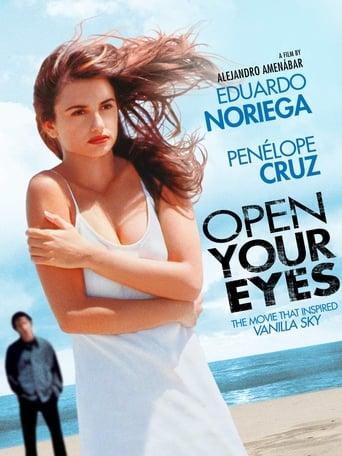 A FILM BY
ALEJANDRO AMENÁBAR
EDUARDO
NORIEGA
PENÉLOPE
CRUZ
OPEN
YOUR
EYES
THE MOVIE THAT INSPIRED
VANILLA SKY